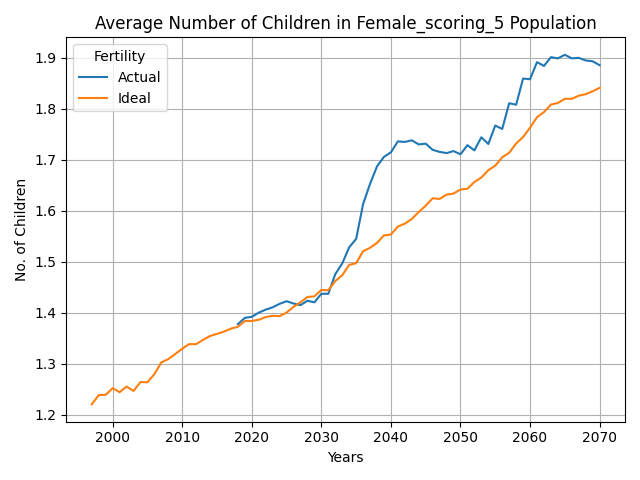 Average Number of Children in Female_scoring_5 Population
Fertility
Actual
Ideal
No. of Children
1.9
1.8
1.7
1.6
1.5
1.4
1.3
1.2
2000 2010 2020 2030 2040 2050 2060 2070
Years